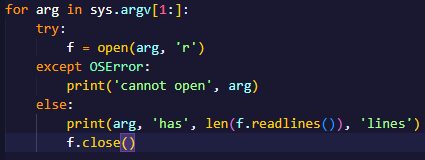 for arg in sys.argv[1:]:
    try:
        f = open(arg, 'r')
    except OSError:
        print('cannot open', arg)
    else:
        print(arg, 'has', len(f.readlines()), 'lines')
        f.close()